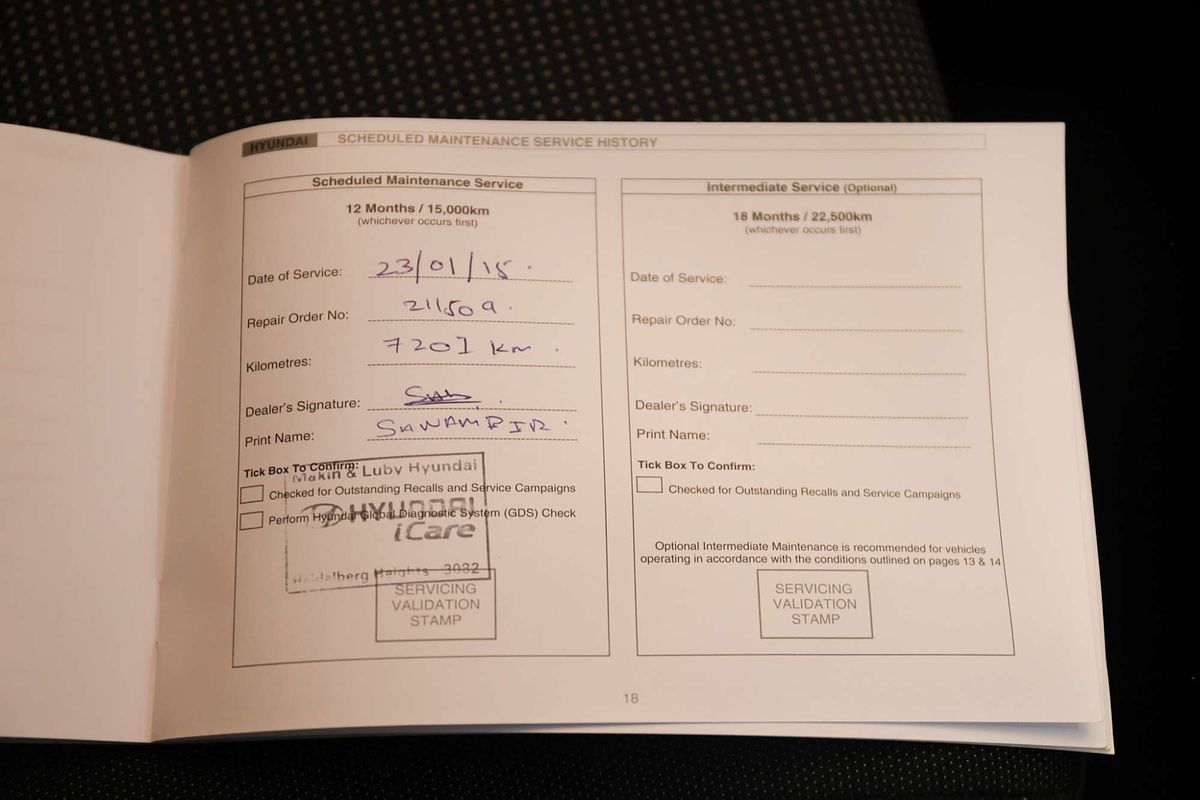 HYUNDAI SCHEDULED MAINTENANCE SERVICE HISTORY
Scheduled Maintenance Service
12 Months / 15,000km
(whichever occurs first)
Date of Service: 23/01/15.
Repair Order No: 211509.
Kilometres: 7201 km.
Dealer's Signature:
Print Name:
Tick Box To Confirm:
Makin & Luby Hyundai
Checked for Outstanding Recalls and Service Campaigns
HYUNDAI
Perform Hyundai Global Diagnostic System (GDS) Check
iCare
Heidelberg Heights 3082
SERVICING
VALIDATION
STAMP
Intermediate Service (Optional)
18 Months / 22,500km
(whichever occurs first)
Date of Service:
Repair Order No:
Kilometres:
Dealer's Signature:
Print Name:
Tick Box To Confirm:
Checked for Outstanding Recalls and Service Campaigns
Optional Intermediate Maintenance is recommended for vehicles
operating in accordance with the conditions outlined on pages 13 & 14
SERVICING
VALIDATION
STAMP
18